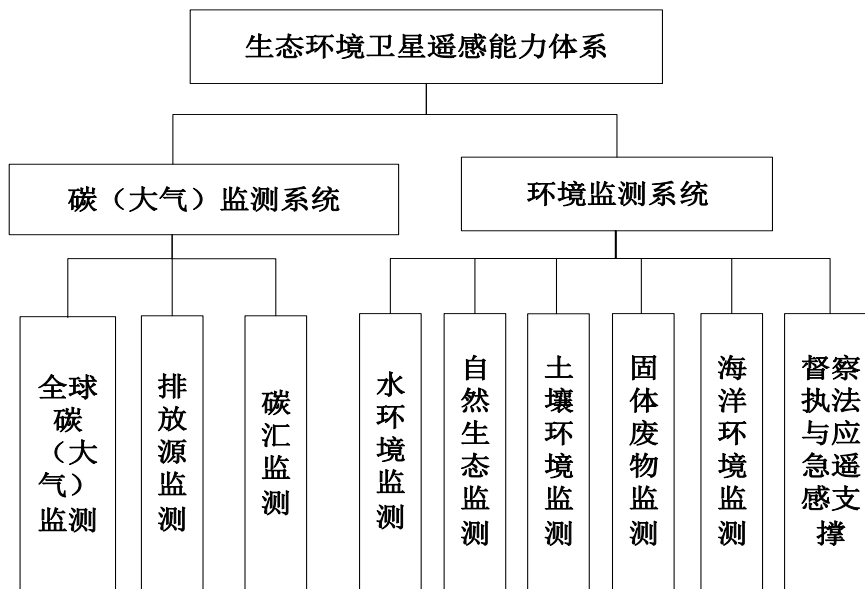 生态环境卫星遥感能力体系
碳（大气）监测系统
环境监测系统
全球
碳
（大
气）
监测
排放源监测
碳汇监测
水环境监测
自然生态监测
土壤环境监测
固体废物监测
海洋环境监测
督察
执法
与应
急遥
感支
撑